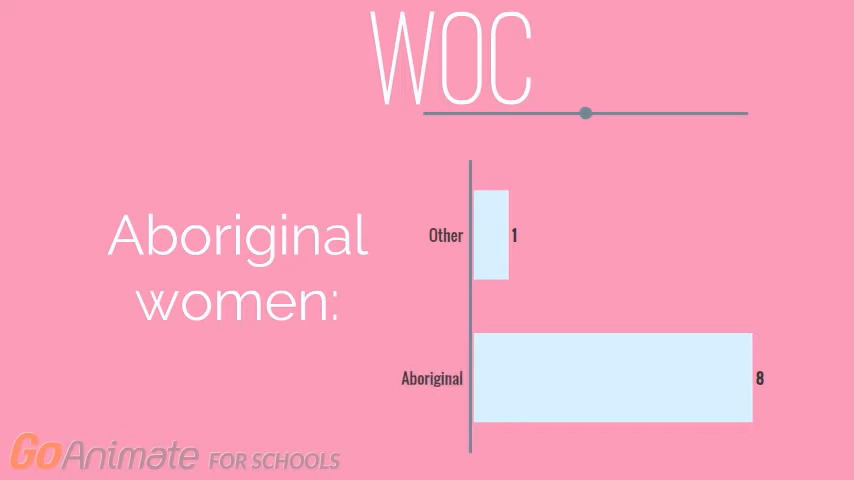 WOC
Aboriginal
women:
Other 1
Aboriginal 8
GoAnimate FOR SCHOOLS